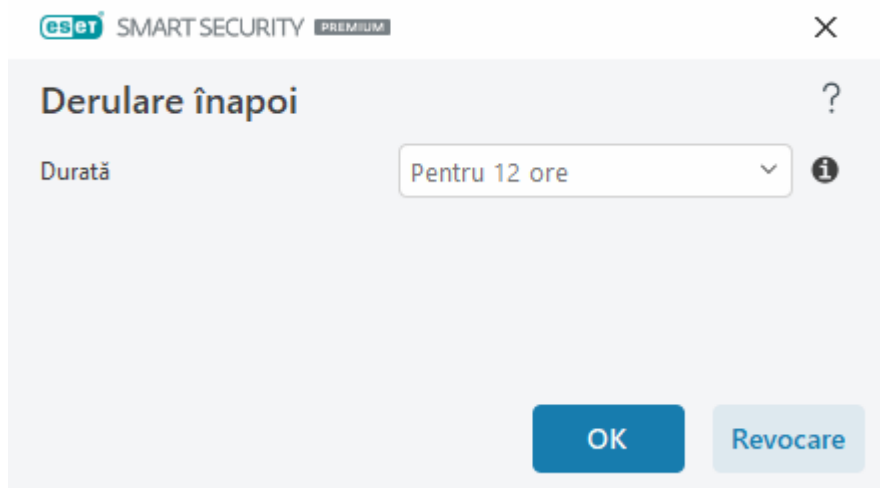 eset SMART SECURITY PREMIUM
Derulare înapoi
?
Durată
Pentru 12 ore
OK
Revocare